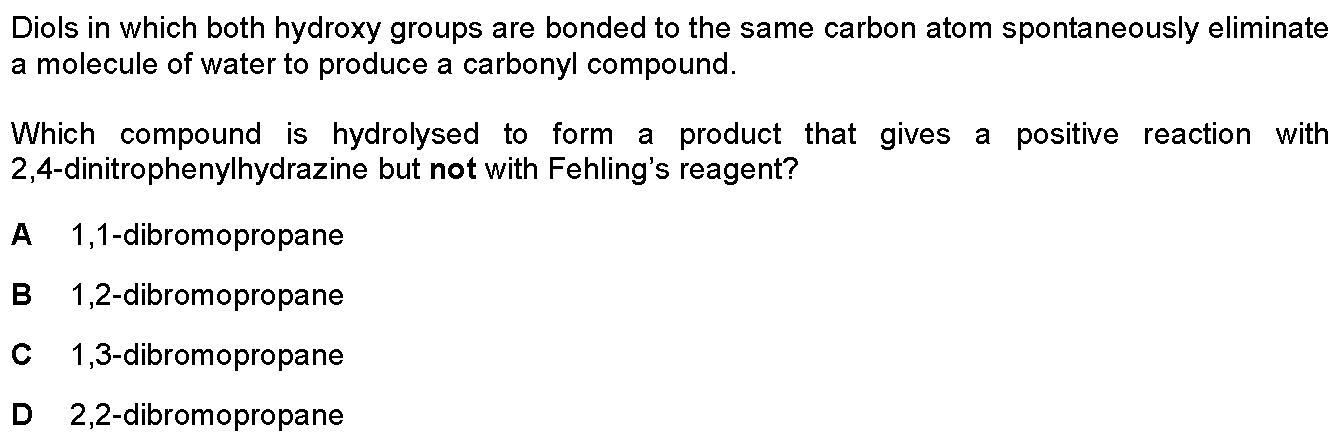 Diols in which both hydroxy groups are bonded to the same carbon atom spontaneously eliminate
a molecule of water to produce a carbonyl compound.
Which compound is hydrolysed to form a product that gives a positive reaction with
2,4-dinitrophenylhydrazine but not with Fehling's reagent?
A 1,1-dibromopropane
B 1,2-dibromopropane
C 1,3-dibromopropane
D 2,2-dibromopropane